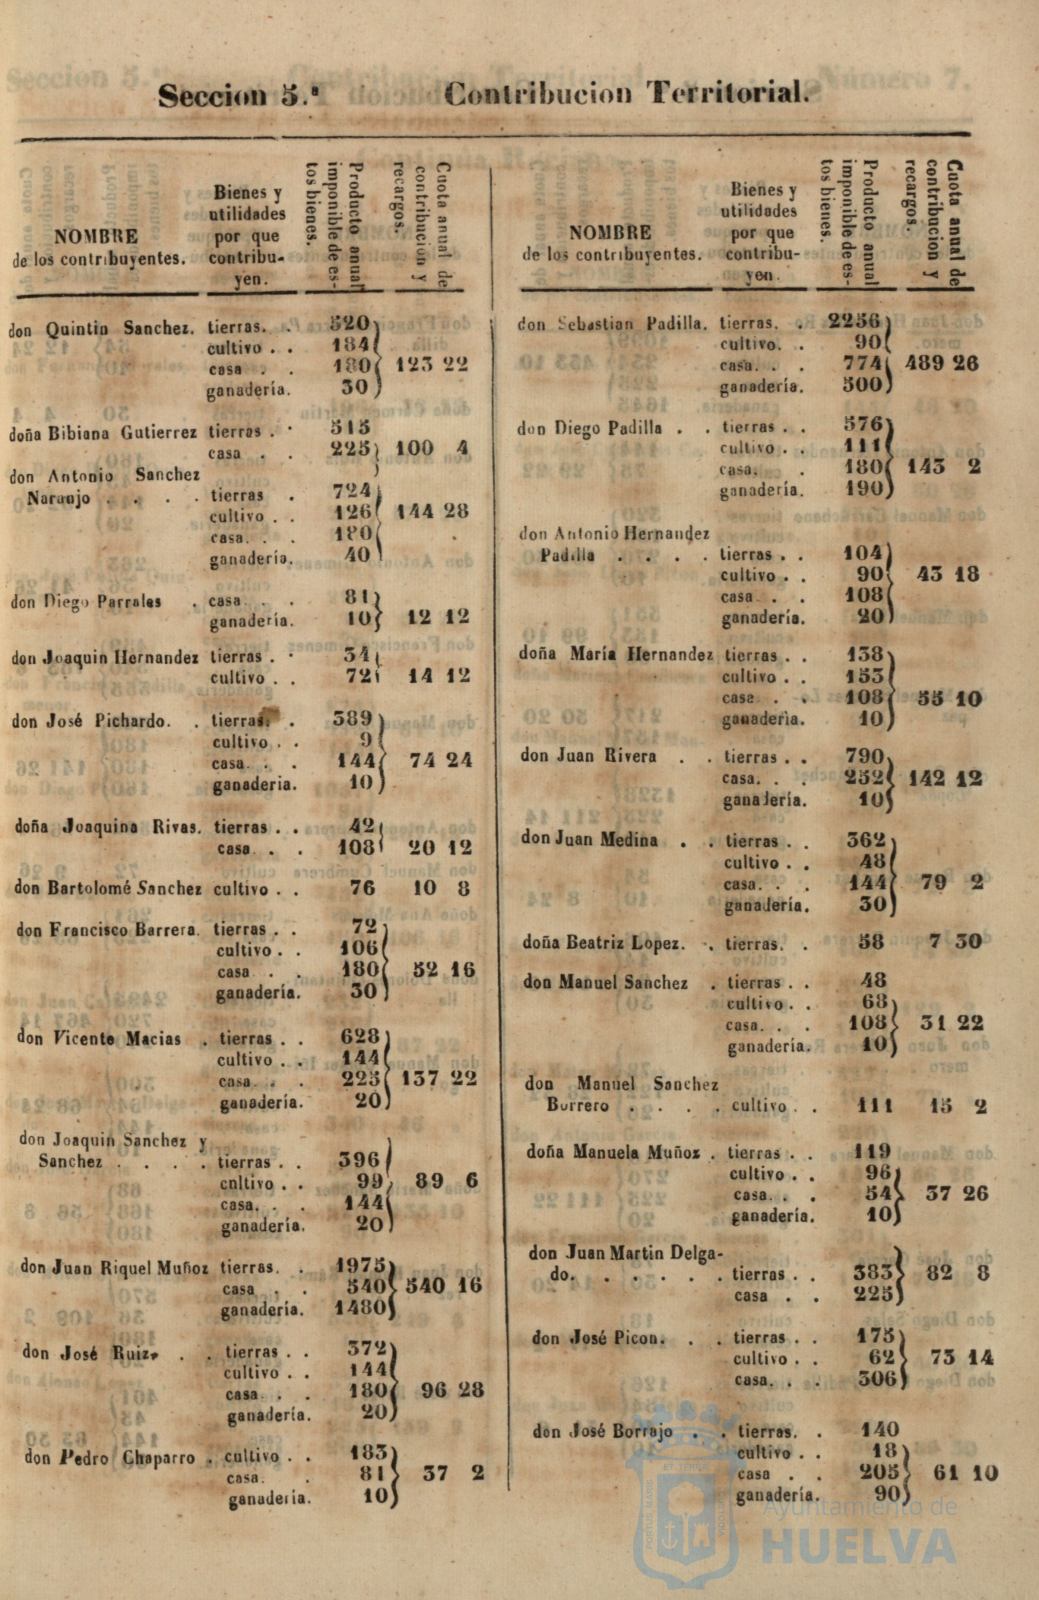 Seccion 5.ª Contribucion Territorial.
NOMBRE
de los contribuyentes.
Bienes y
utilidades
por que
contribu-
yen.
Producto anual
imponible de es-
tos bienes.
Cuota anual de
contribucion y
recargos.
don Quintin Sanchez. tierras. . 520
cultivo . . 184
casa . . 180 123 22
ganadería. 30
doña Bibiana Gutierrez tierras . . 515
casa . . 225 100 4
don Antonio Sanchez
Naranjo . . . . tierras . 724
cultivo . . 126 144 28
casa. . . 180
ganadería. 40
don Diego Parrales . casa . . 81
ganadería. 10 12 12
don Joaquin Hernandez tierras . . 34
cultivo . . 72 14 12
don José Pichardo. . tierras. . 389
cultivo . . 9
casa. . . 144 74 24
ganaderia. 10
doña Joaquina Rivas. tierras . . 42
casa. . . 108 20 12
don Bartolomé Sanchez cultivo . . 76 10 8
don Francisco Barrera. tierras . . 72
cultivo . . 106
casa . . 180 52 16
ganadería. 30
don Vicente Macias . tierras . . 628
cultivo . . 144
casa. . . 225 137 22
ganadería. 20
don Joaquin Sanchez y
Sanchez . . . . tierras . . 396
cnltivo . . 99 89 6
casa. . . 144
ganadería. 20
don Juan Riquel Muñoz tierras. . 1975
casa . . 540 540 16
ganadería. 1480
don José Ruiz. . . tierras . . 372
cultivo . . 144
casa. . . 180 96 28
ganadería. 20
don Pedro Chaparro . cultivo . . 183
casa. . 81 37 2
ganadería. 10
NOMBRE
de los contribuyentes.
Bienes y
utilidades
por que
contribu-
yen.
Producto anual
imponible de es-
tos bienes.
Cuota anual de
contribucion y
recargos.
don Sebastian Padilla. tierras. . 2256
cultivo. . 90
casa. . . 774 489 26
ganadería. 500
don Diego Padilla . . tierras . . 576
cultivo . . 111
casa. . 180 143 2
ganadería. 190
don Antonio Hernandez
Padilla . . . . tierras . . 104
cultivo . . 90 43 18
casa . . 108
ganadería. 20
doña María Hernandez tierras . . 138
cultivo . . 153
casa . . 108 55 10
ganaderia. 10
don Juan Rivera . . tierras . . 790
casa. . . 252 142 12
ganadería. 10
don Juan Medina . . tierras . . 362
cultivo . . 48
casa. . . 144 79 2
ganadería. 30
doña Beatriz Lopez. . tierras. . 58 7 30
don Manuel Sanchez . tierras . . 48
cultivo . . 68
casa. . . 108 31 22
ganadería. 10
don Manuel Sanchez
Borrero . . . . cultivo . . 111 15 2
doña Manuela Muñoz . tierras . . 119
cultivo . . 96
casa. . . 54 37 26
ganadería. 10
don Juan Martin Delga-
do. . . . . . tierras . . 383 82 8
casa . . 225
don José Picon. . . tierras . . 175
cultivo . . 62 73 14
casa. . . 306
don José Borrajo . . tierras. . 140
cultivo . . 18
casa . . 205 61 10
ganadería. 90
Ayuntamiento de
HUELVA